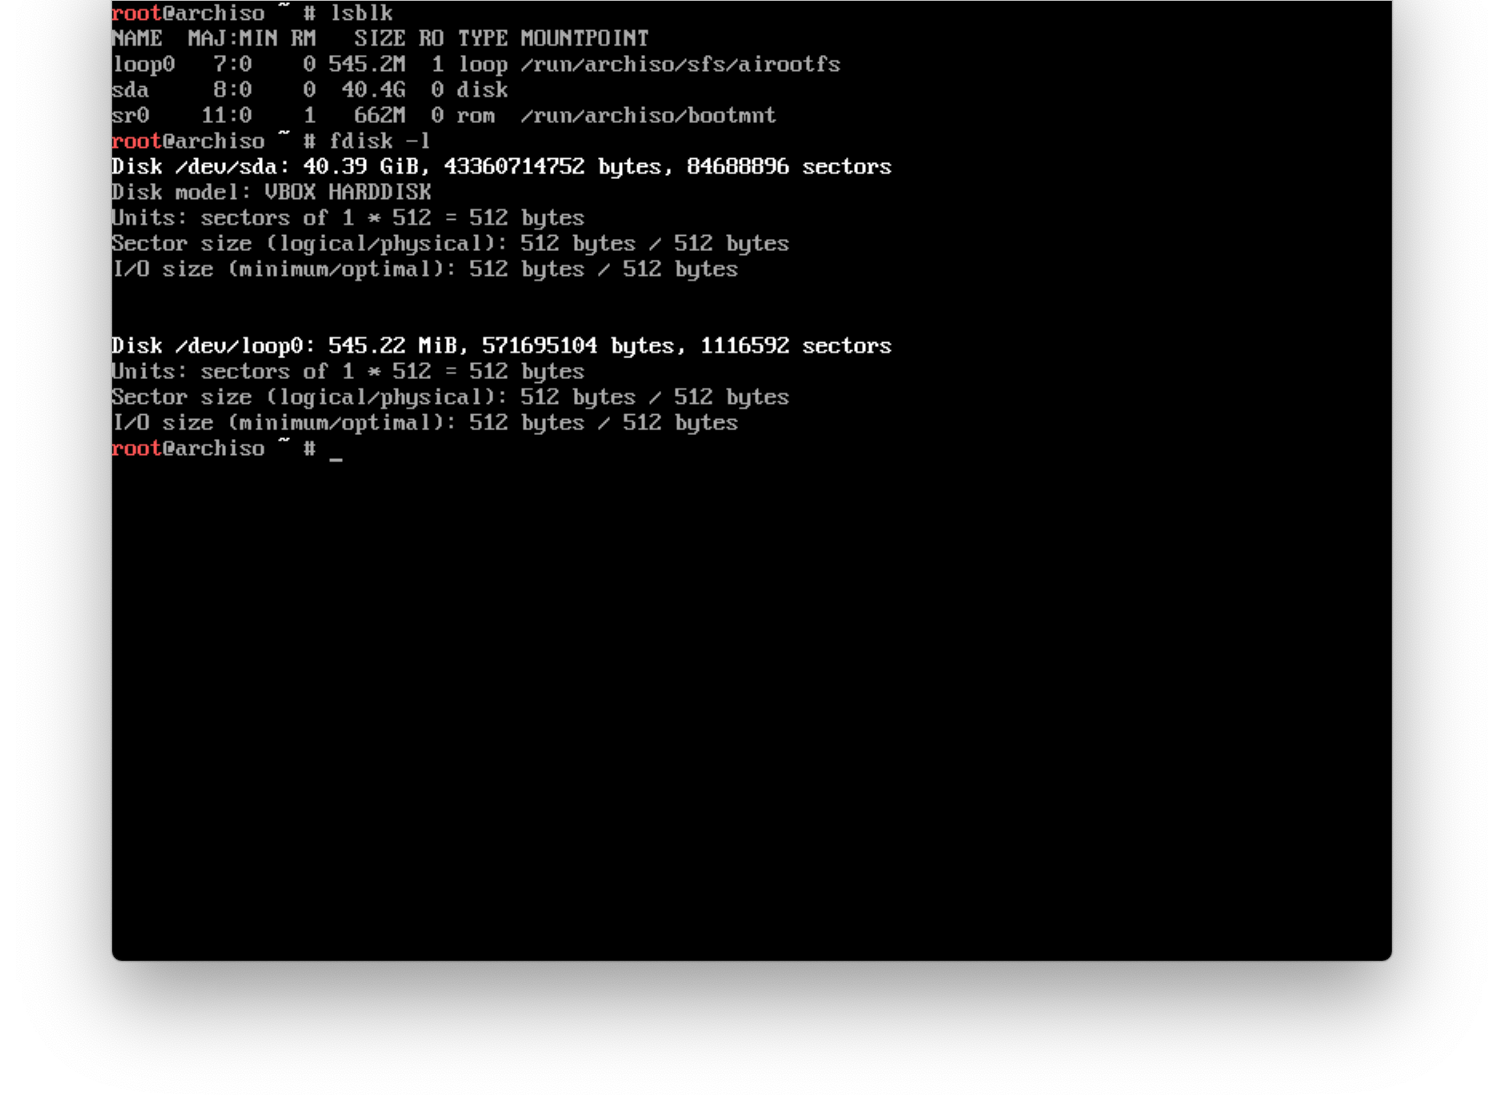 root@archiso ~ # lsblk
NAME  MAJ:MIN RM   SIZE RO TYPE MOUNTPOINT
loop0   7:0    0 545.2M  1 loop /run/archiso/sfs/airootfs
sda     8:0    0  40.4G  0 disk
sr0    11:0    1   662M  0 rom  /run/archiso/bootmnt
root@archiso ~ # fdisk -l
Disk /dev/sda: 40.39 GiB, 43360714752 bytes, 84688896 sectors
Disk model: VBOX HARDDISK
Units: sectors of 1 * 512 = 512 bytes
Sector size (logical/physical): 512 bytes / 512 bytes
I/O size (minimum/optimal): 512 bytes / 512 bytes
Disk /dev/loop0: 545.22 MiB, 571695104 bytes, 1116592 sectors
Units: sectors of 1 * 512 = 512 bytes
Sector size (logical/physical): 512 bytes / 512 bytes
I/O size (minimum/optimal): 512 bytes / 512 bytes
root@archiso ~ # _